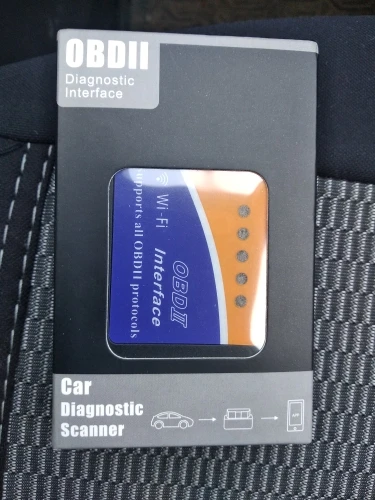 OBDII
Diagnostic
Interface
Wi-Fi
OBDII
Interface
supports all OBDII protocols
Car
Diagnostic
Scanner